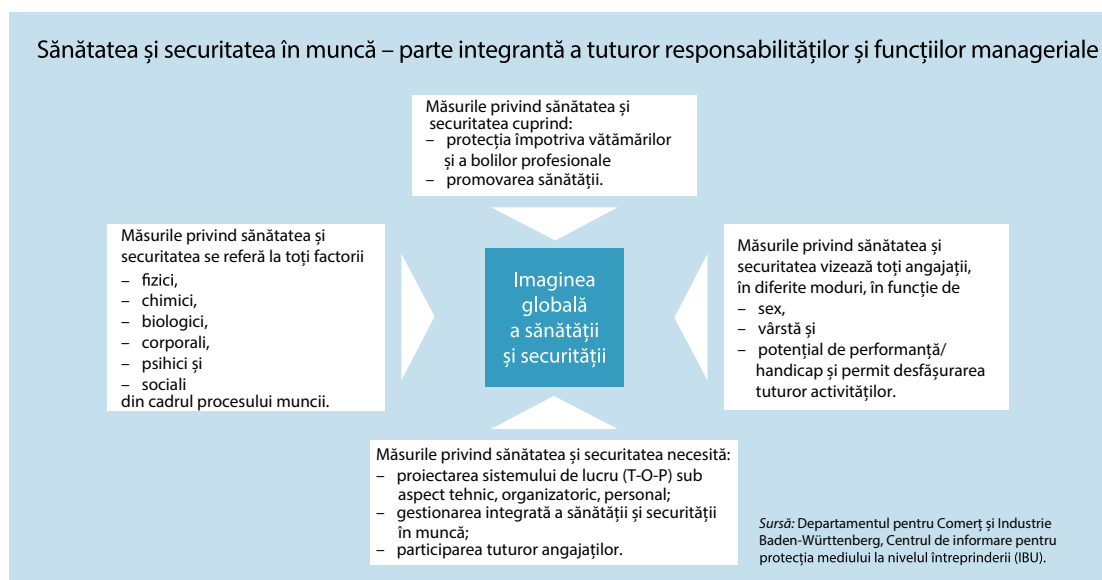 Sănătatea și securitatea în muncă – parte integrantă a tuturor responsabilităților și funcțiilor manageriale
Măsurile privind sănătatea și
securitatea cuprind:
– protecția împotriva vătămărilor
și a bolilor profesionale
– promovarea sănătății.
Măsurile privind sănătatea și
securitatea se referă la toți factorii
– fizici,
– chimici,
– biologici,
– corporali,
– psihici și
– sociali
din cadrul procesului muncii.
Imaginea
globală
a sănătății
și securității
Măsurile privind sănătatea și
securitatea vizează toți angajații,
în diferite moduri, în funcție de
– sex,
– vârstă și
– potențial de performanță/
handicap și permit desfășurarea
tuturor activităților.
Măsurile privind sănătatea și securitatea necesită:
– proiectarea sistemului de lucru (T-O-P) sub
aspect tehnic, organizatoric, personal;
– gestionarea integrată a sănătății și securității
în muncă;
– participarea tuturor angajaților.
Sursă: Departamentul pentru Comerț și Industrie
Baden-Württenberg, Centrul de informare pentru
protecția mediului la nivelul întreprinderii (IBU).